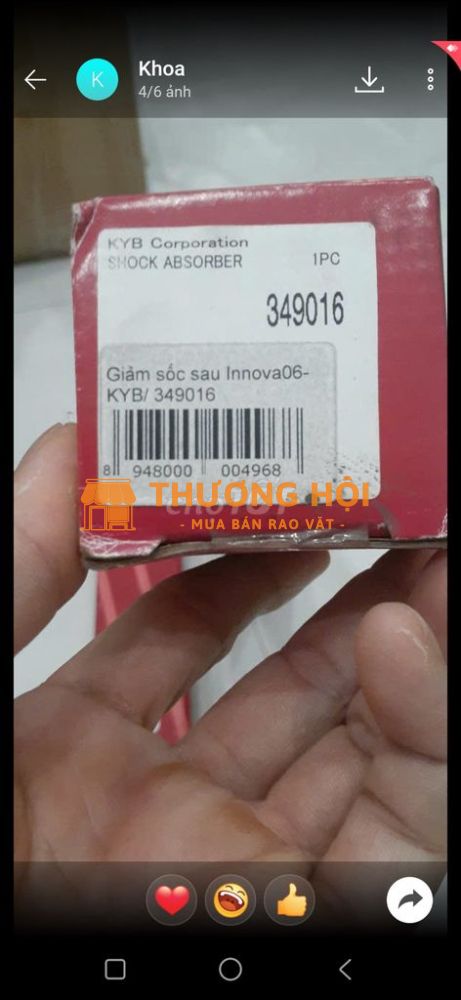 K
Khoa
4/6 ảnh
KYB Corporation
SHOCK ABSORBER 1PC
349016
Giảm sốc sau Innova06-
KYB/ 349016
8 948000 004968
THƯƠNG HỘI
- MUA BÁN RAO VẶT -